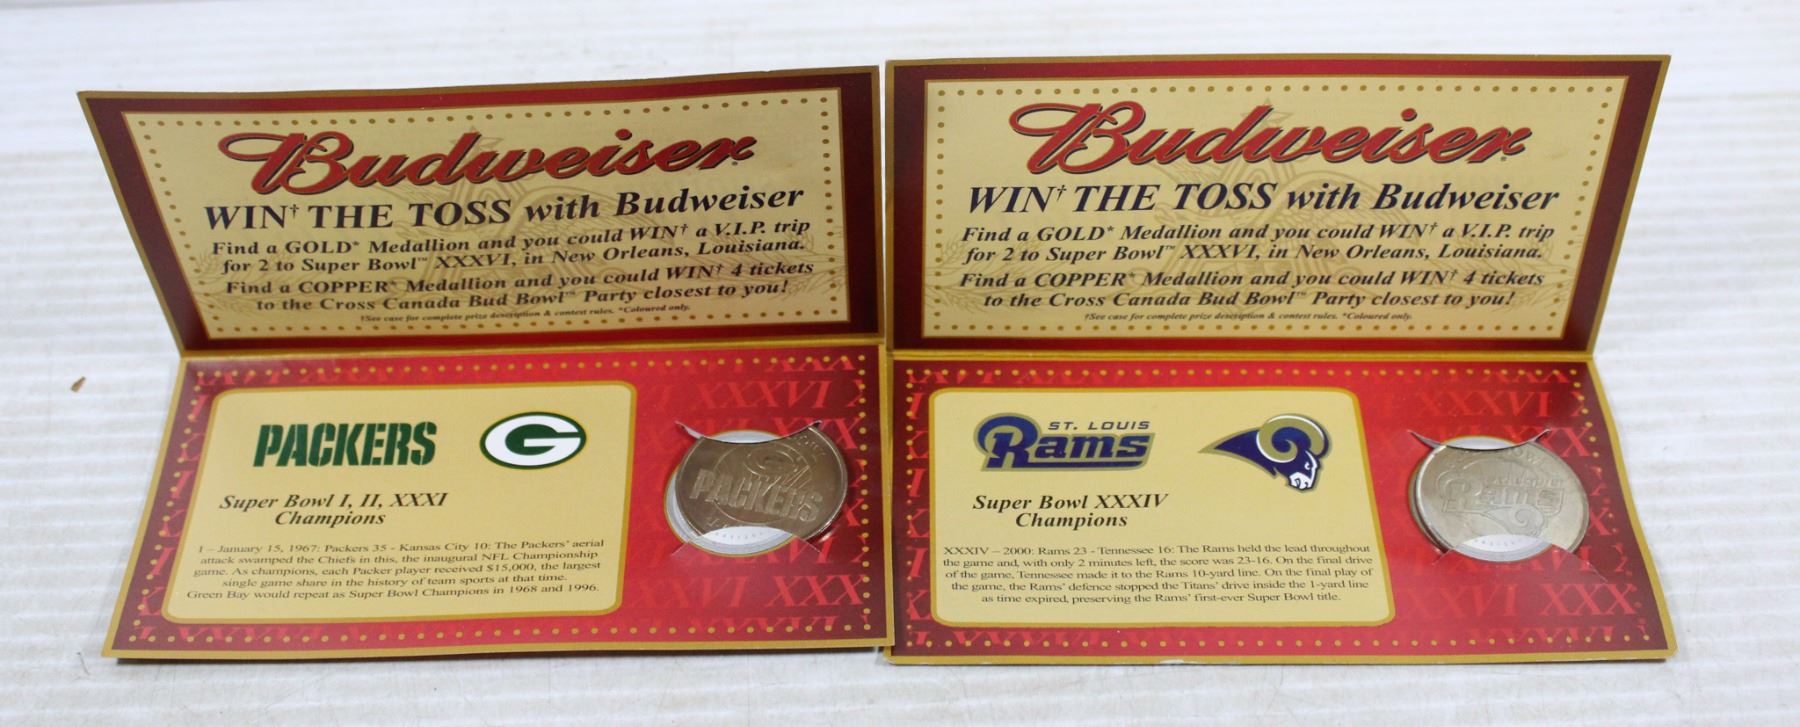 Budweiser
WIN† THE TOSS with Budweiser
Find a GOLD* Medallion and you could WIN† a V.I.P. trip
for 2 to Super Bowl™ XXXVI, in New Orleans, Louisiana.
Find a COPPER* Medallion and you could WIN† 4 tickets
to the Cross Canada Bud Bowl™ Party closest to you!
†See case for complete prize description & contest rules. *Coloured only.
PACKERS G
Super Bowl I, II, XXXI
Champions
I – January 15, 1967: Packers 35 - Kansas City 10: The Packers' aerial
attack swamped the Chiefs in this, the inaugural NFL Championship
game. As champions, each Packer player received $15,000, the largest
single game share in the history of team sports at that time.
Green Bay would repeat as Super Bowl Champions in 1968 and 1996.
XXXVI
XXX
PACKERS
Budweiser
WIN† THE TOSS with Budweiser
Find a GOLD* Medallion and you could WIN† a V.I.P. trip
for 2 to Super Bowl™ XXXVI, in New Orleans, Louisiana.
Find a COPPER* Medallion and you could WIN† 4 tickets
to the Cross Canada Bud Bowl™ Party closest to you!
†See case for complete prize description & contest rules. *Coloured only.
ST. LOUIS
Rams
Super Bowl XXXIV
Champions
XXXIV – 2000: Rams 23 - Tennessee 16: The Rams held the lead throughout
the game and, with only 2 minutes left, the score was 23-16. On the final drive
of the game, Tennessee made it to the Rams 10-yard line. On the final play of
the game, the Rams' defence stopped the Titans' drive inside the 1-yard line
as time expired, preserving the Rams' first-ever Super Bowl title.
XXXVI
XXX
Rams